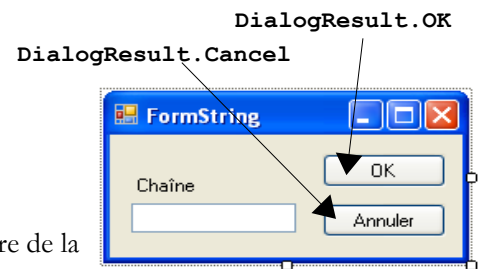 DialogResult.OK
DialogResult.Cancel
FormString
OK
Chaîne
Annuler
re de la